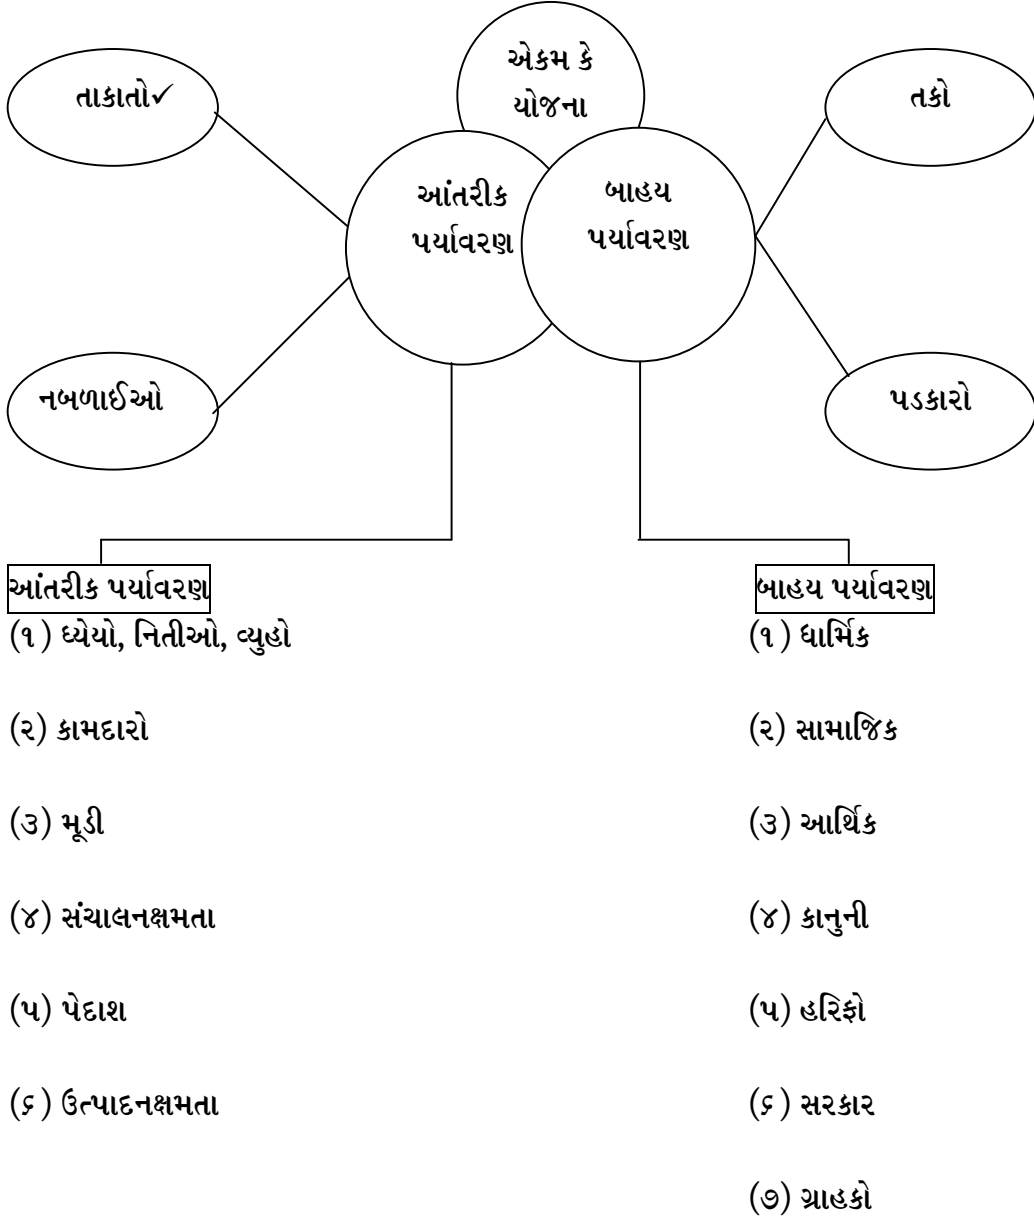 એકમ કે
યોજના
તાકાતો✓
તકો
આંતરીક
પર્યાવરણ
બાહય
પર્યાવરણ
નબળાઈઓ
પડકારો
આંતરીક પર્યાવરણ
બાહય પર્યાવરણ
(૧) ઘ્યેયો, નિતીઓ, વ્યુહો
(૧) ધાર્મિક
(૨) કામદારો
(૨) સામાજિક
(૩) મૂડી
(૩) આર્થિક
(૪) સંચાલનક્ષમતા
(૪) કાનુની
(૫) પેદાશ
(૫) હરિફો
(૬) ઉત્પાદનક્ષમતા
(૬) સરકાર
(૭) ગ્રાહકો